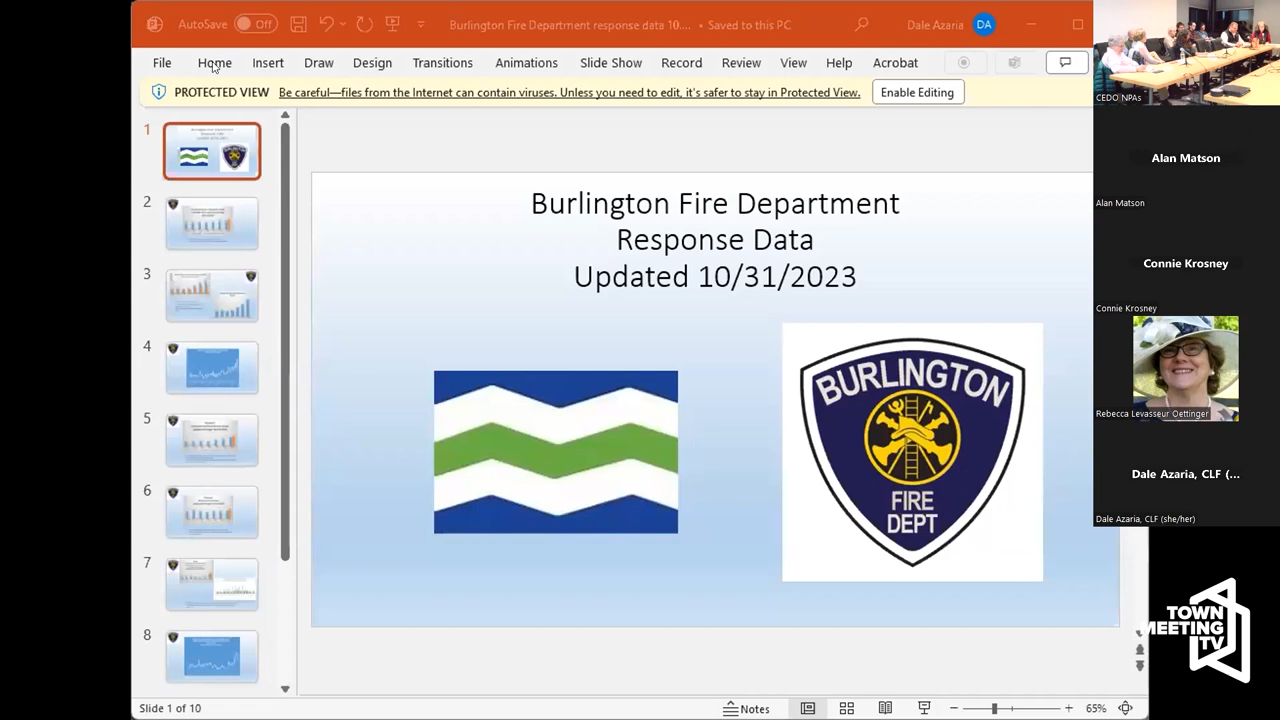 AutoSave
Off
Burlington Fire Department response data 10.... • Saved to this PC
Dale Azaria
DA
File
Home
Insert
Draw
Design
Transitions
Animations
Slide Show
Record
Review
View
Help
Acrobat
PROTECTED VIEW
Be careful—files from the Internet can contain viruses. Unless you need to edit, it's safer to stay in Protected View.
Enable Editing
1
2
3
4
5
6
7
8
Burlington Fire Department
Response Data
Updated 10/31/2023
BURLINGTON
FIRE
DEPT
CEDO NPAs
Alan Matson
Alan Matson
Connie Krosney
Connie Krosney
Rebecca Levasseur Oettinger
Dale Azaria, CLF (...
Dale Azaria, CLF (she/her)
TOWN
MEETING
TV
Slide 1 of 10
Notes
65%